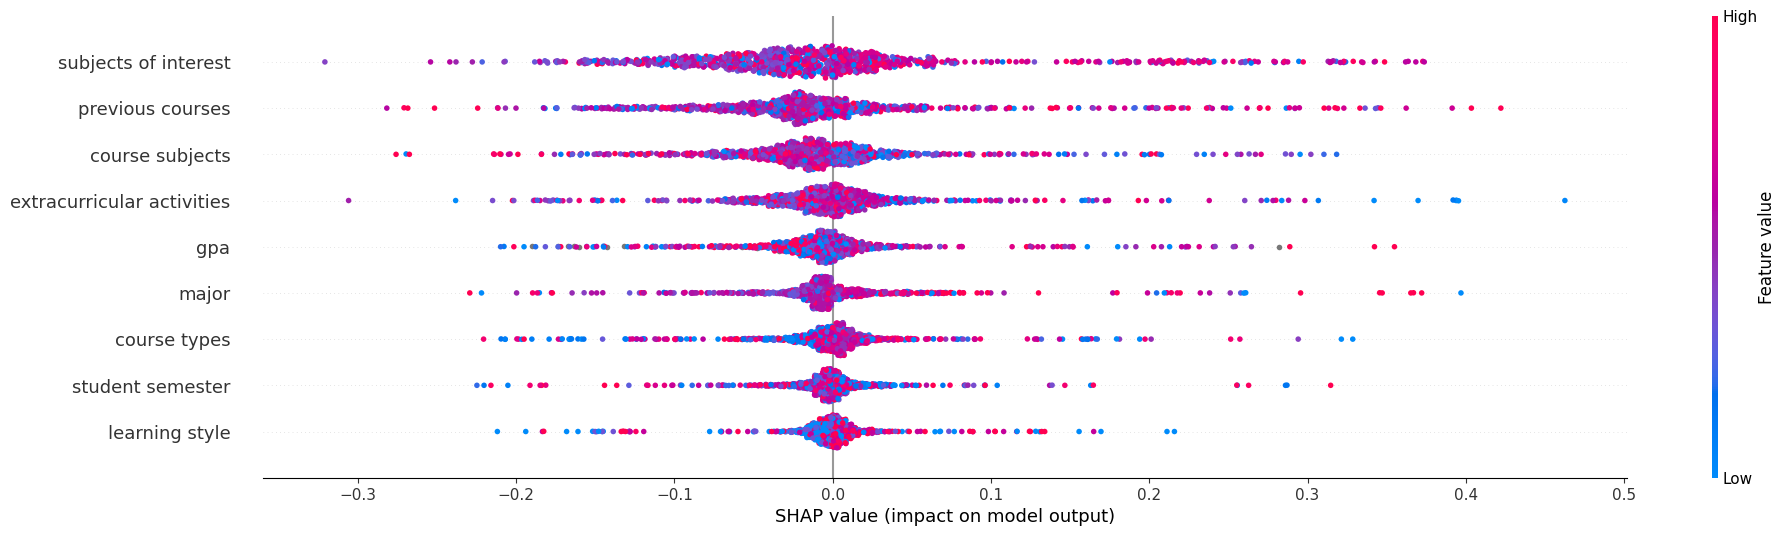 High
subjects of interest
previous courses
course subjects
extracurricular activities
gpa
major
course types
student semester
learning style
Feature value
Low
−0.3 −0.2 −0.1 0.0 0.1 0.2 0.3 0.4 0.5
SHAP value (impact on model output)